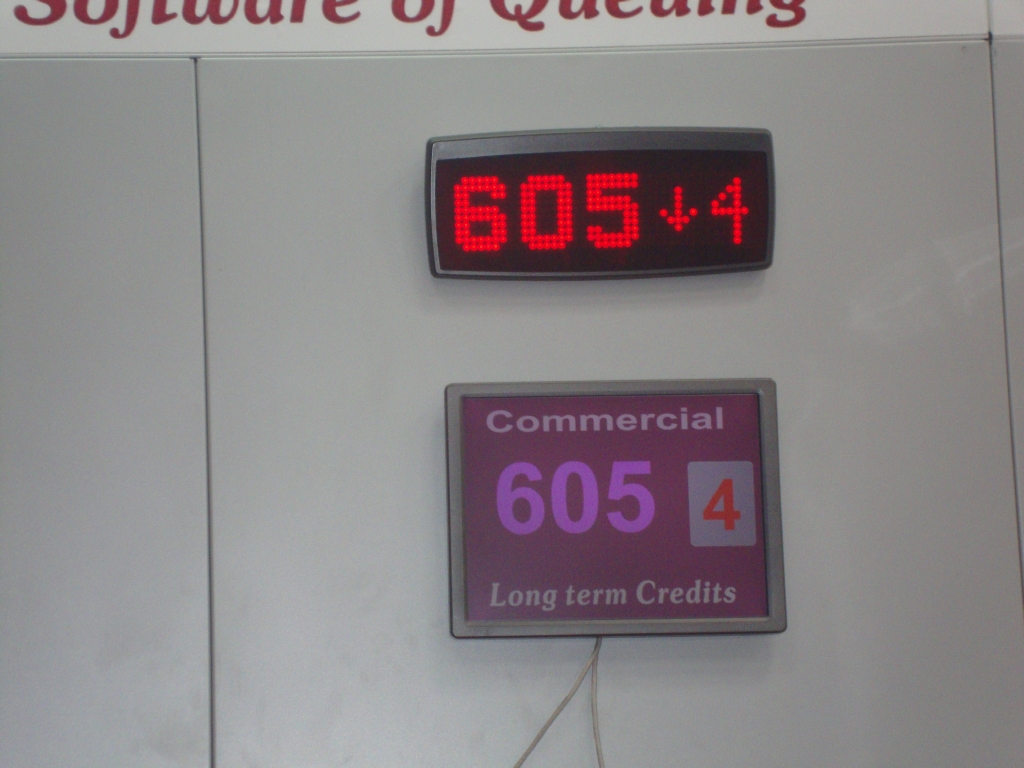 Software of Queuing
605↓4
Commercial
605 4
Long term Credits